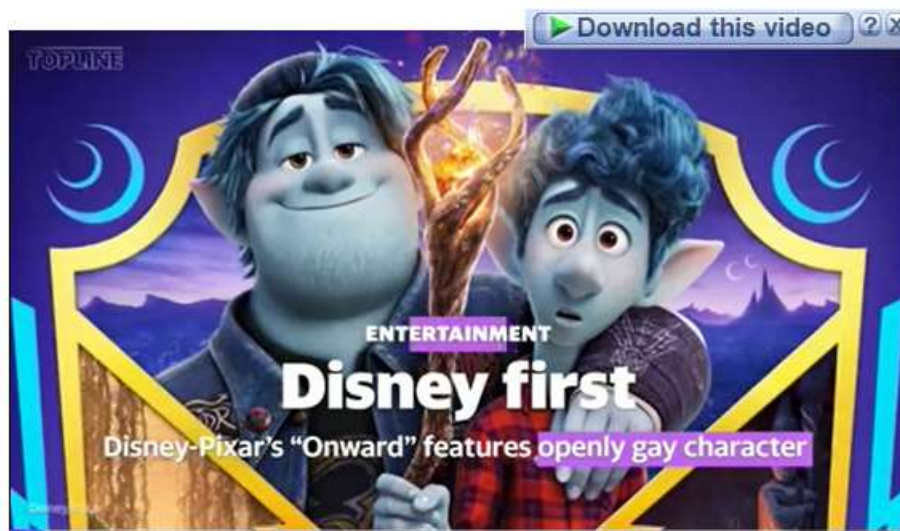 Download this video ? X
TOPLINE
ENTERTAINMENT
Disney first
Disney-Pixar's “Onward” features openly gay character